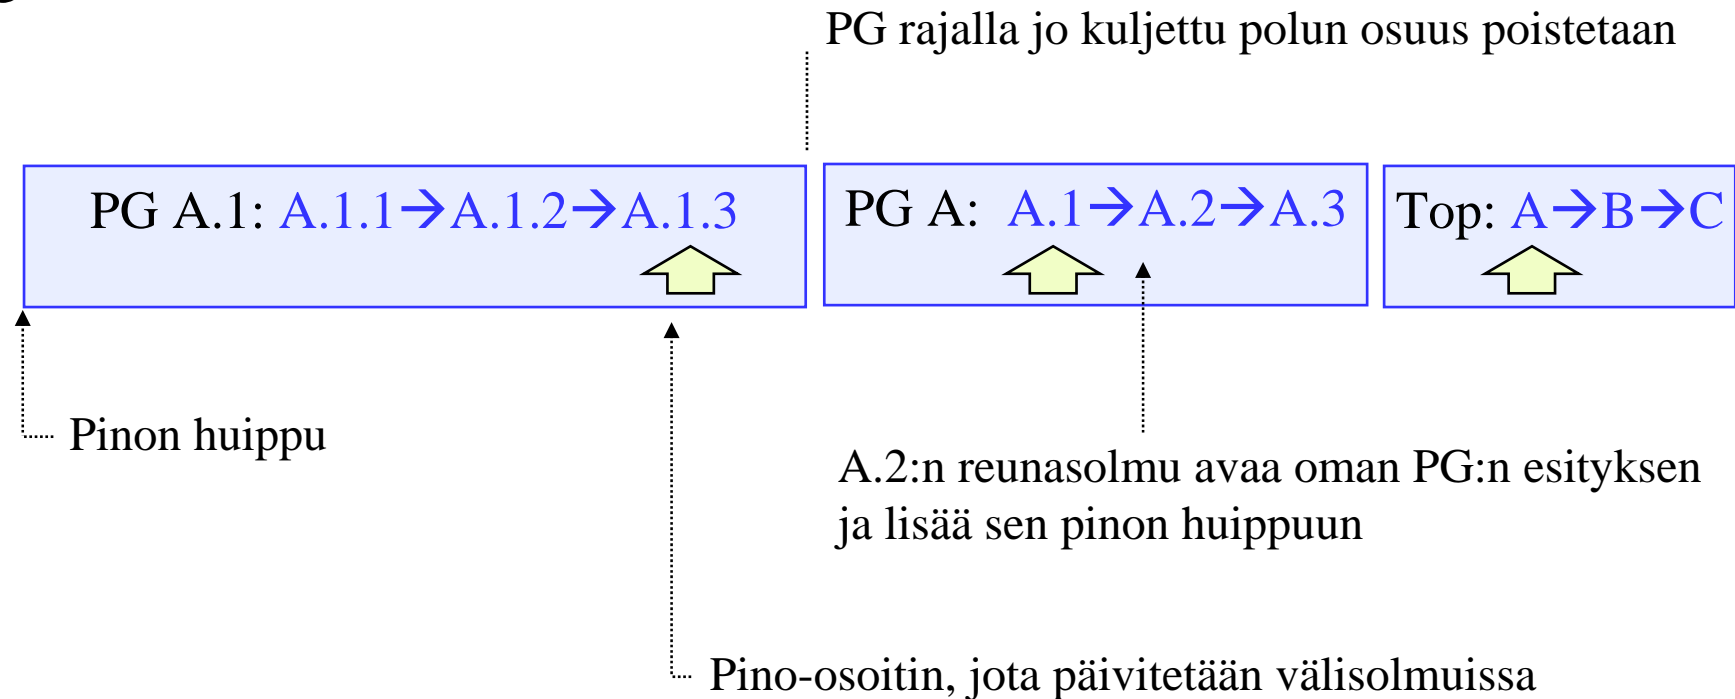 PG rajalla jo kuljettu polun osuus poistetaan
PG A.1: A.1.1→A.1.2→A.1.3
PG A: A.1→A.2→A.3
Top: A→B→C
Pinon huippu
A.2:n reunasolmu avaa oman PG:n esityksen
ja lisää sen pinon huippuun
Pino-osoitin, jota päivitetään välisolmuissa